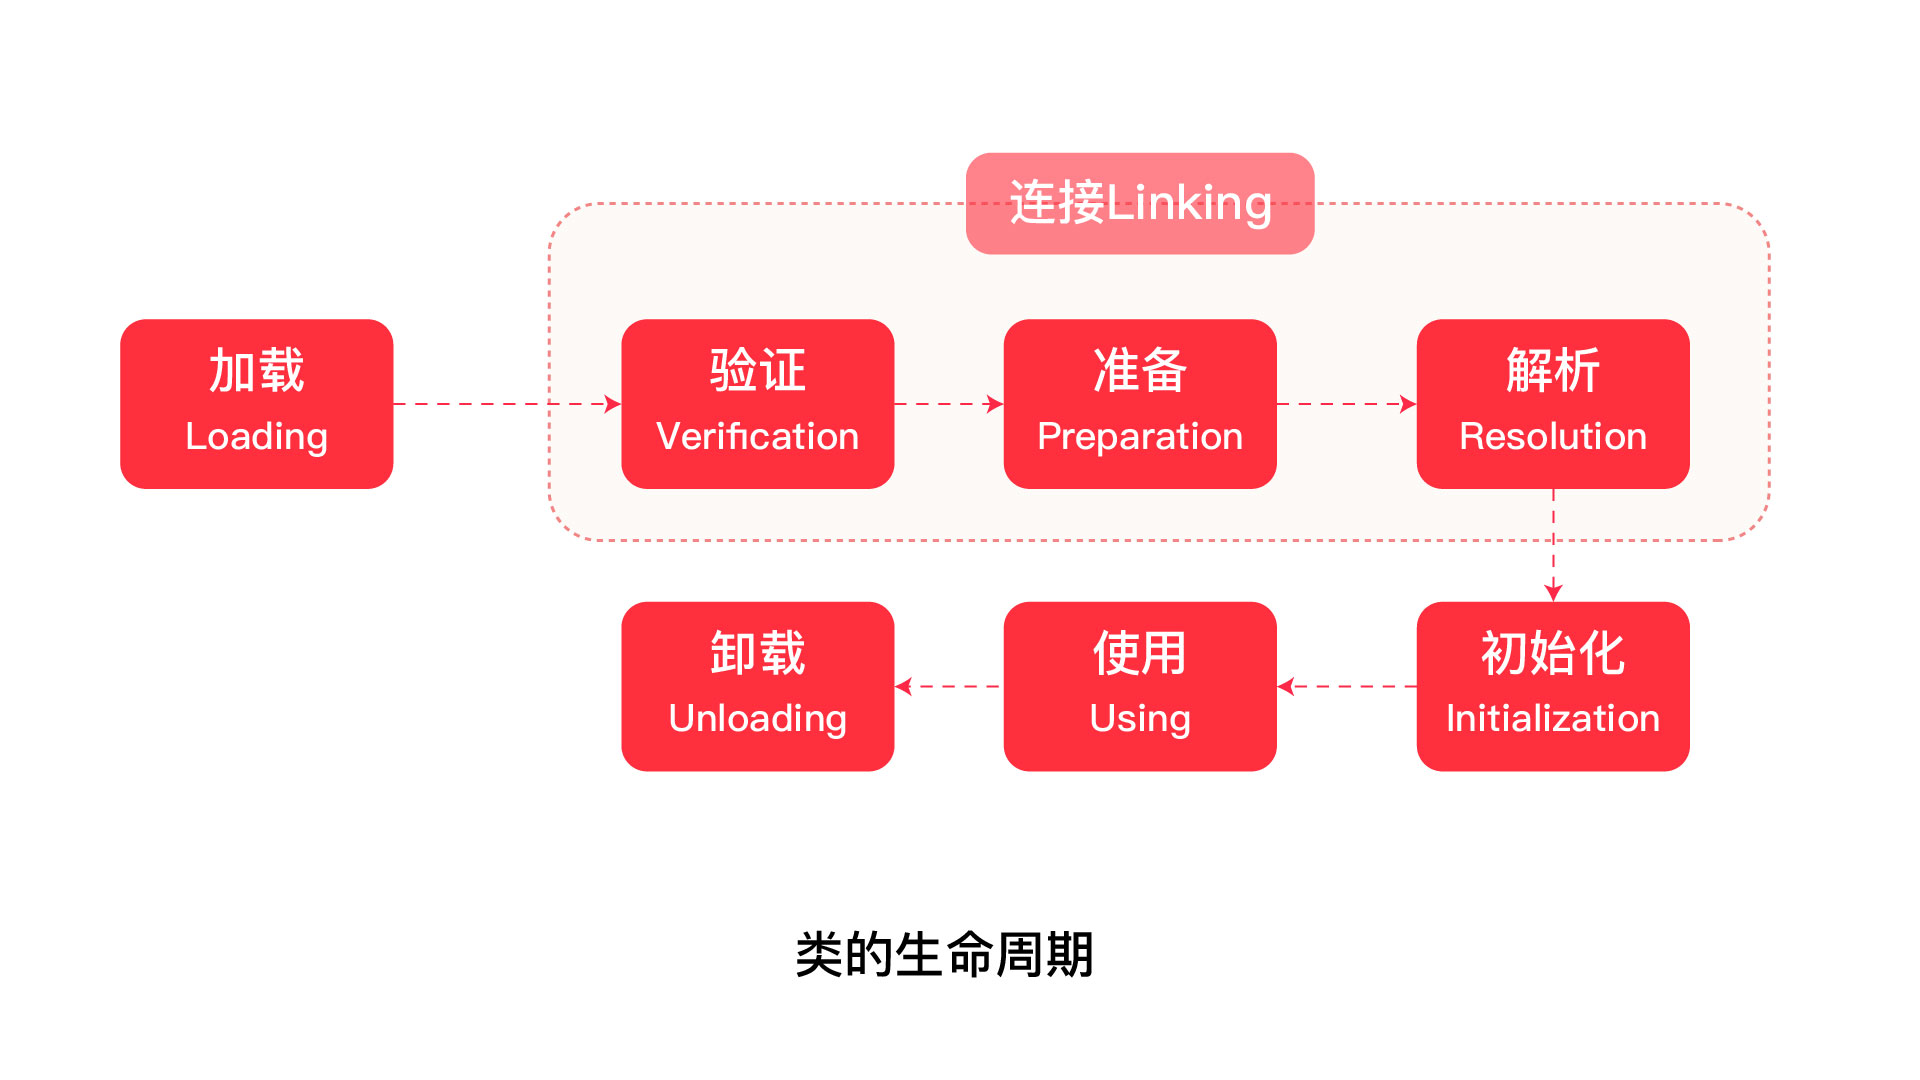 连接Linking
加载
Loading
验证
Verification
准备
Preparation
解析
Resolution
卸载
Unloading
使用
Using
初始化
Initialization
类的生命周期